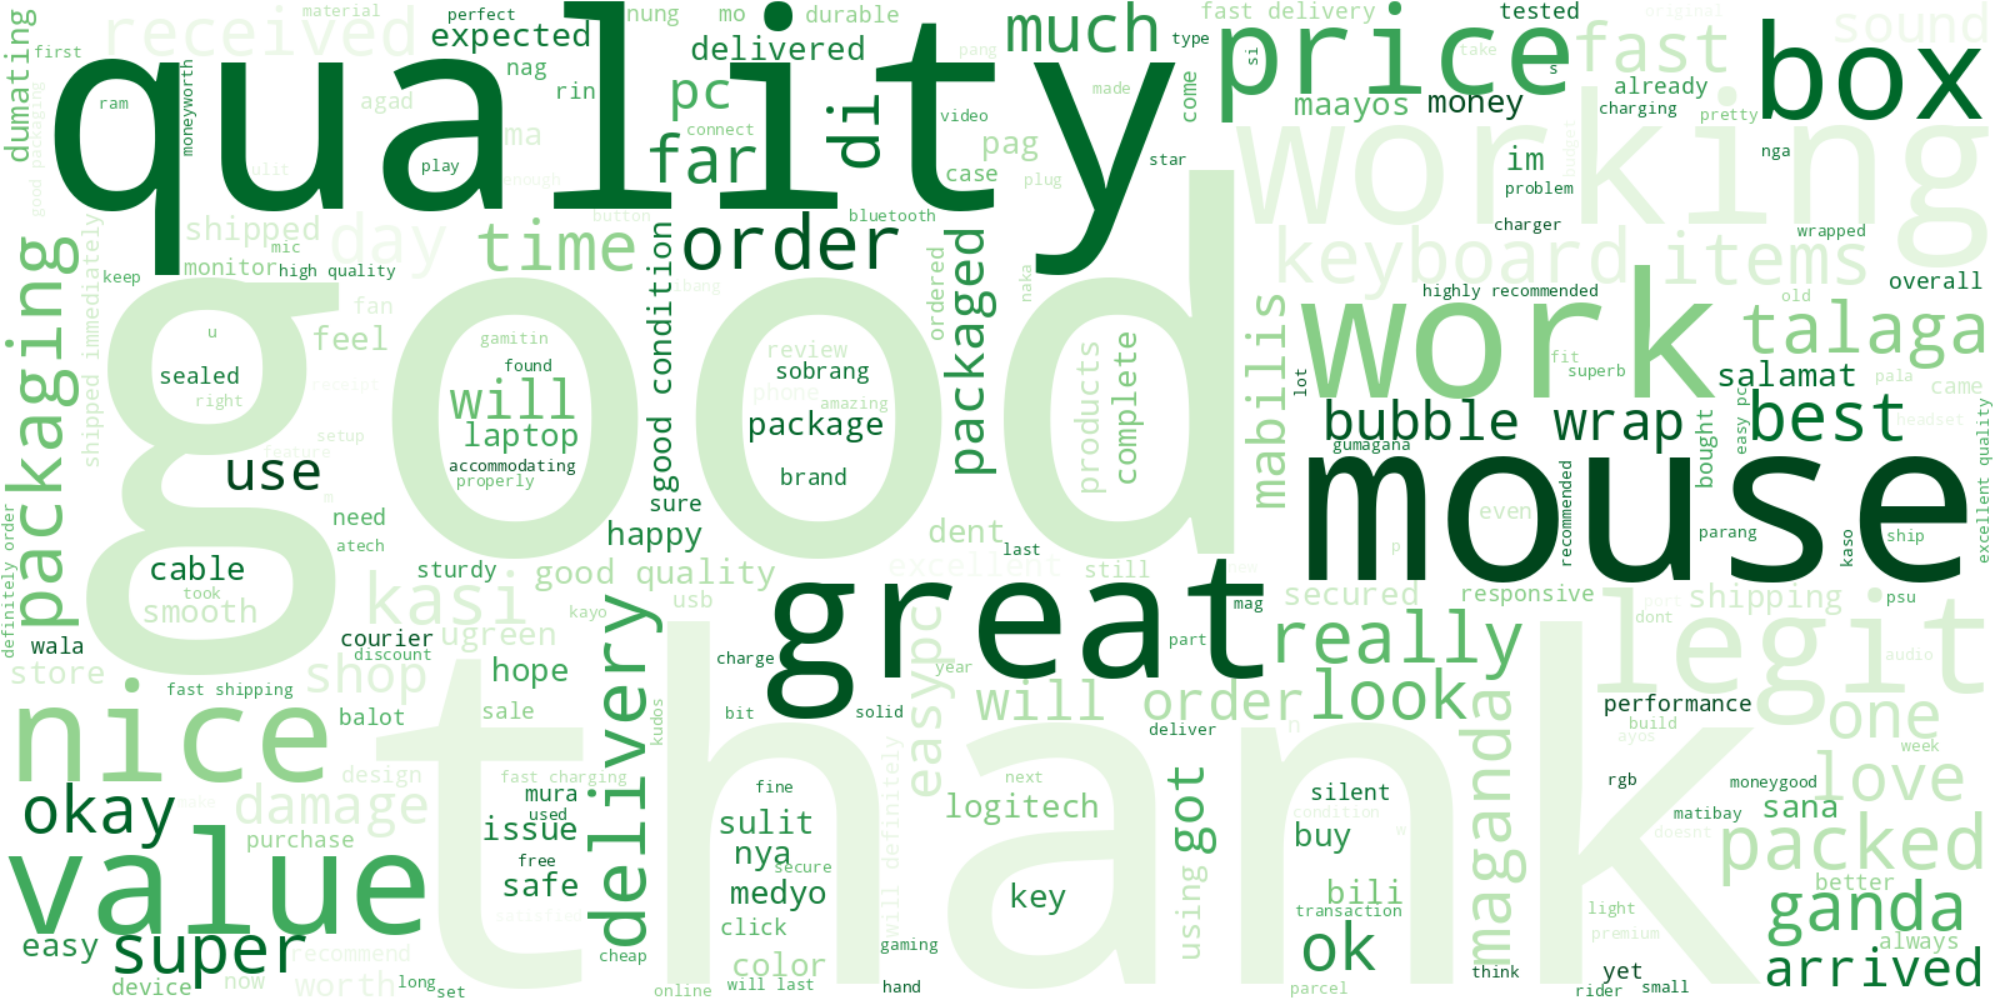 material
perfect
nung
mo
durable
much
fast delivery
tested
original
sound
received
expected
delivered
type
price
fast
box
first
dumating
quality
nag
pang
si
take
s
already
good packaging
moneyworth
ram
agad
rin
pc
di
made
come
maayos
money
charging
pretty
ma
connect
video
working
ulit
play
enough
far
pag
case
plug
star
im
budget
nga
problem
button
bluetooth
charger
wrapped
packaging
shipped immediately
shipped
mic
day
time
good condition
order
packaged
ordered
naka
keyboard
items
monitor
high quality
keep
ibang
overall
fan
highly recommended
old
good
mabilis
work
talaga
u
feel
gamitin
review
products
complete
sealed
receipt
found
sobrang
fit
superb
salamat
pala
came
right
will
phone
amazing
lot
easy pc
best
headset
setup
laptop
package
bubble wrap
bought
gumagana
feature
use
accommodating
properly
brand
mouse
recommended
excellent quality
m
sure
even
need
happy
dent
parang
kaso
ship
definitely order
atech
last
p
cable
sturdy
good quality
excellent
still
new
took
smooth
kasi
kayo
usb
great
mag
secured
responsive
port
shipping
psu
wala
courier
ugreen
delivery
easypc
part
really
dont
legit
audio
store
discount
hope
charge
year
fast shipping
shop
thank
will order
look
performance
nice
balot
sale
kudos
bit
solid
deliver
n
maganda
build
ayos
one
week
design
fast charging
will definitely
next
got
rgb
moneygood
love
okay
make
damage
mura
used
fine
logitech
silent
condition
w
matibay
sana
purchase
issue
sulit
buy
doesnt
packed
value
free
nya
secure
using
safe
medyo
key
bili
better
satisfied
click
transaction
light
ganda
easy
super
recommend
cheap
gaming
ok
premium
always
worth
color
think
yet
arrived
device
now
long
set
online
will last
hand
parcel
rider
small